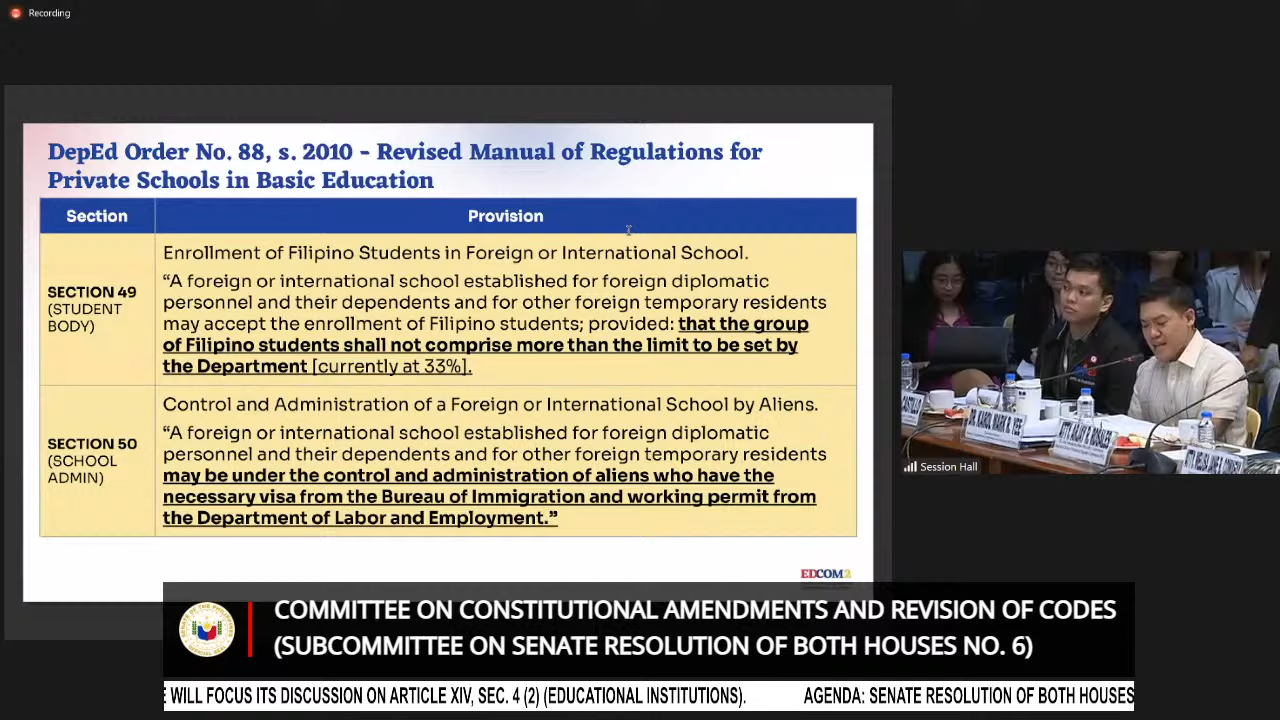 Recording
DepEd Order No. 88, s. 2010 - Revised Manual of Regulations for
Private Schools in Basic Education
Section
Provision
SECTION 49
(STUDENT
BODY)
Enrollment of Filipino Students in Foreign or International School.
“A foreign or international school established for foreign diplomatic
personnel and their dependents and for other foreign temporary residents
may accept the enrollment of Filipino students; provided: that the group
of Filipino students shall not comprise more than the limit to be set by
the Department [currently at 33%].
SECTION 50
(SCHOOL
ADMIN)
Control and Administration of a Foreign or International School by Aliens.
“A foreign or international school established for foreign diplomatic
personnel and their dependents and for other foreign temporary residents
may be under the control and administration of aliens who have the
necessary visa from the Bureau of Immigration and working permit from
the Department of Labor and Employment.”
EDCOM2
CASTILLO
DR. KAROL MARK R. YEE
Session Hall
COMMITTEE ON CONSTITUTIONAL AMENDMENTS AND REVISION OF CODES
(SUBCOMMITTEE ON SENATE RESOLUTION OF BOTH HOUSES NO. 6)
E WILL FOCUS ITS DISCUSSION ON ARTICLE XIV, SEC. 4 (2) (EDUCATIONAL INSTITUTIONS). AGENDA: SENATE RESOLUTION OF BOTH HOUSES